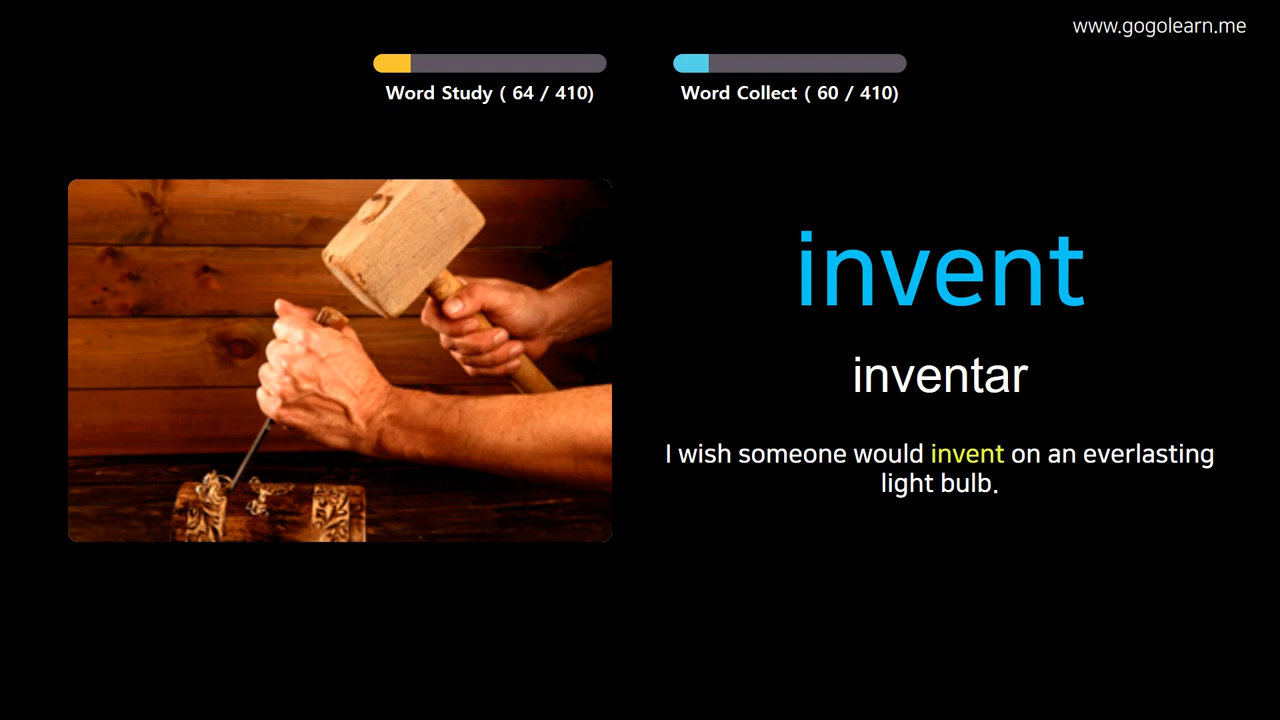 www.gogolearn.me
Word Study ( 64 / 410)
Word Collect ( 60 / 410)
invent
inventar
I wish someone would invent on an everlasting
light bulb.